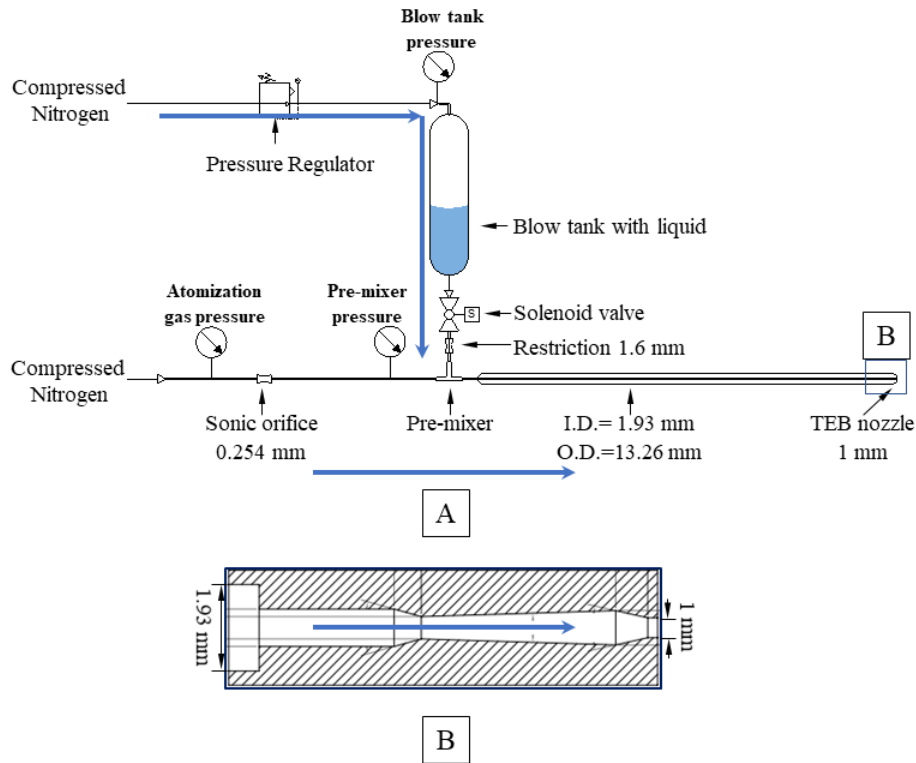 Blow tank
pressure
Compressed
Nitrogen
Pressure Regulator
Blow tank with liquid
Atomization
gas pressure
Pre-mixer
pressure
S
Solenoid valve
Restriction 1.6 mm
B
Compressed
Nitrogen
Sonic orifice
0.254 mm
Pre-mixer
I.D.= 1.93 mm
O.D.=13.26 mm
TEB nozzle
1 mm
A
1.93 mm
1 mm
B